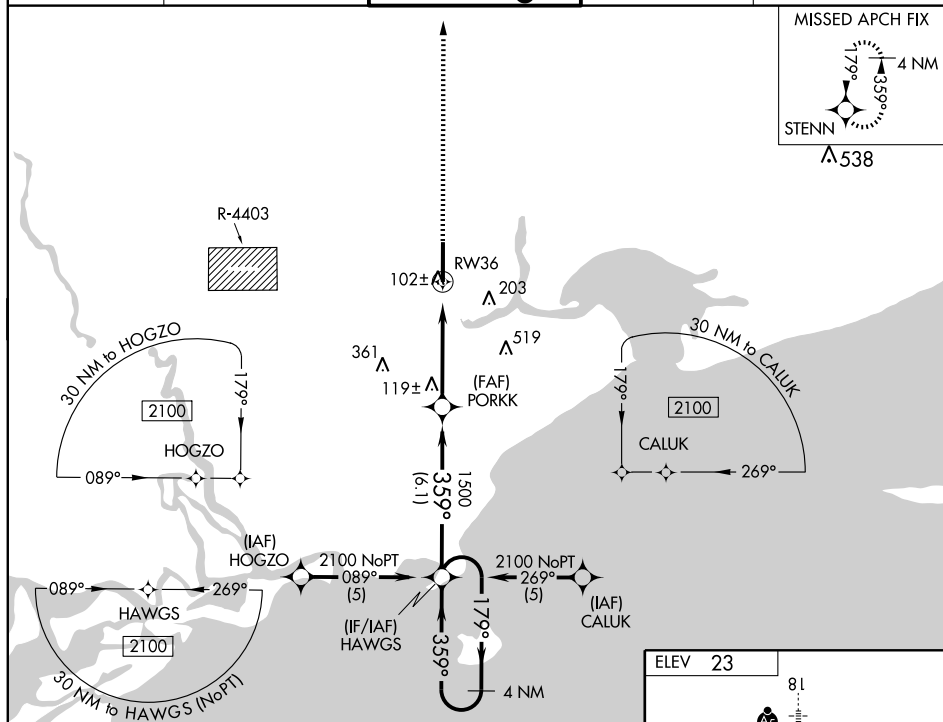 MISSED APCH FIX
179°
359°
4 NM
STENN
538
R-4403
RW36
102±
203
519
361
119±
(FAF)
PORKK
30 NM to HOGZO
179°
2100
HOGZO
089°
30 NM to CALUK
179°
2100
CALUK
269°
1500
359°
(6.1)
(IAF)
HOGZO
2100 NoPT
089°
(5)
2100 NoPT
269°
(5)
(IAF)
CALUK
(IF/IAF)
HAWGS
359°
179°
4 NM
089°
269°
HAWGS
2100
30 NM to HAWGS (NoPT)
ELEV 23
18